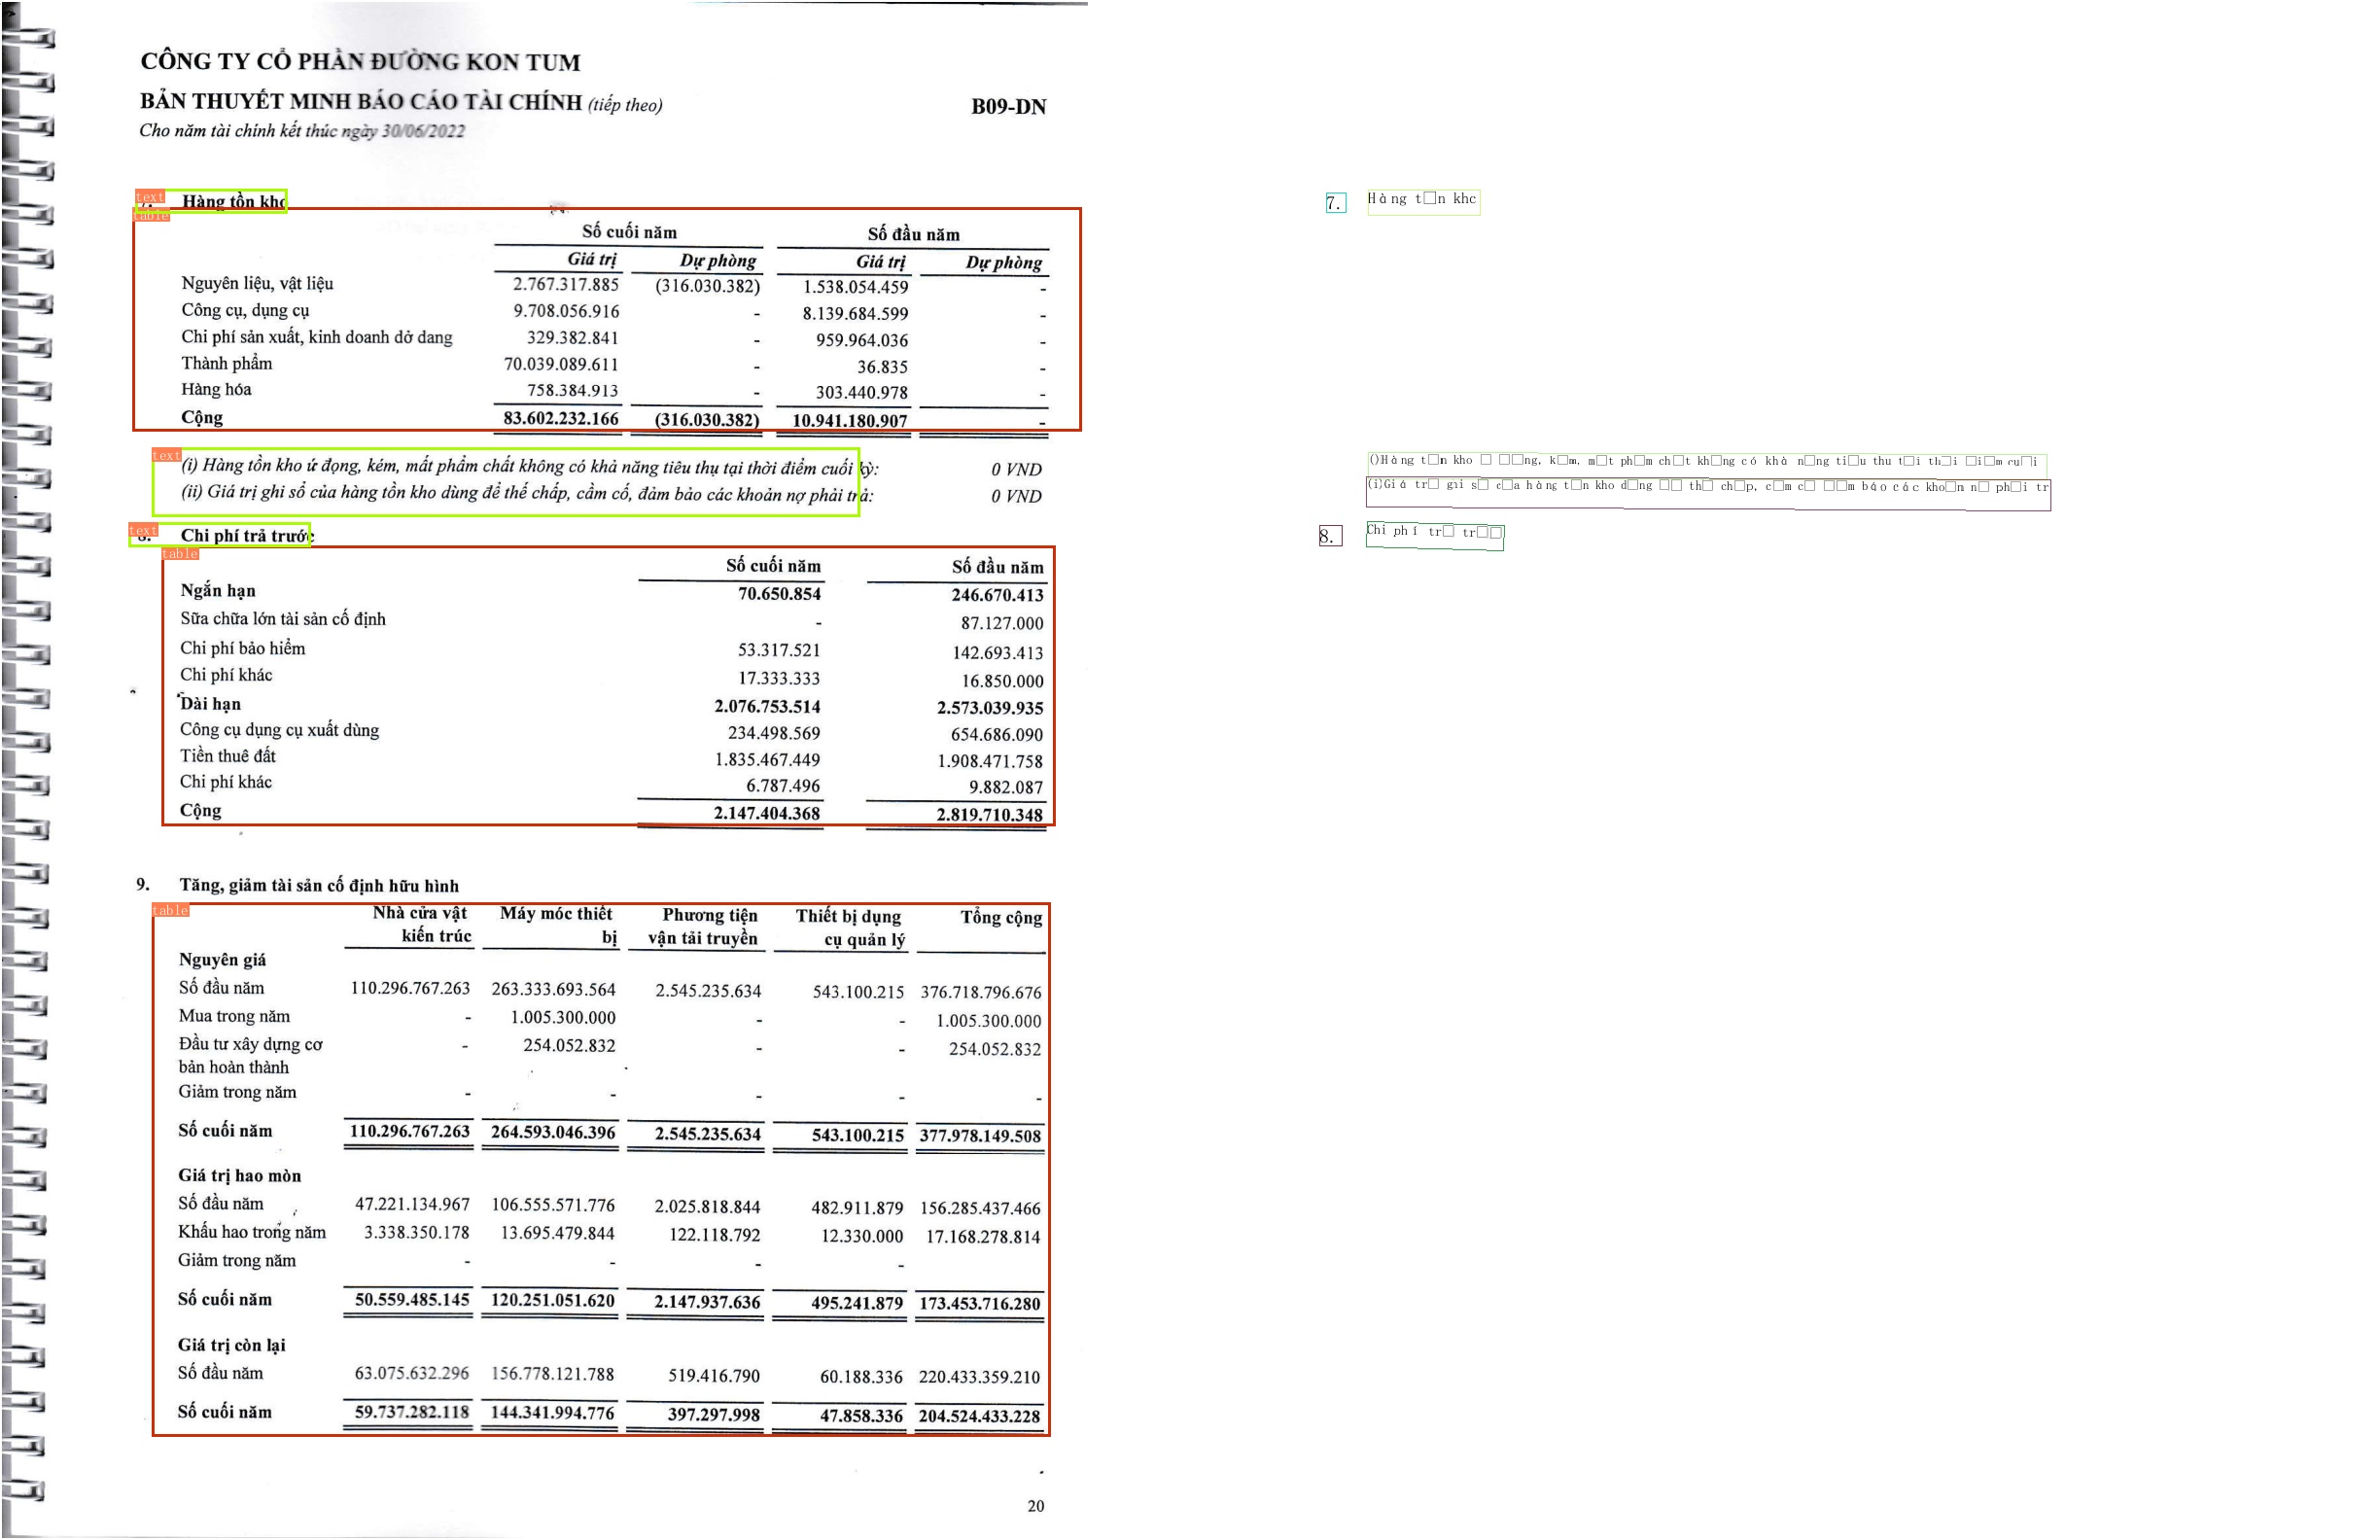 CÔNG TY CỔ PHẦN ĐƯỜNG KON TUM
BẢN THUYẾT MINH BÁO CÁO TÀI CHÍNH (tiếp theo) B09-DN
Cho năm tài chính kết thúc ngày 30/06/2022
text Hàng tồn kho
table
Số cuối năm Số đầu năm
Giá trị Dự phòng Giá trị Dự phòng
Nguyên liệu, vật liệu 2.767.317.885 (316.030.382) 1.538.054.459 -
Công cụ, dụng cụ 9.708.056.916 - 8.139.684.599 -
Chi phí sản xuất, kinh doanh dở dang 329.382.841 - 959.964.036 -
Thành phẩm 70.039.089.611 - 36.835 -
Hàng hóa 758.384.913 - 303.440.978 -
Cộng 83.602.232.166 (316.030.382) 10.941.180.907 -
text
(i) Hàng tồn kho ứ đọng, kém, mất phẩm chất không có khả năng tiêu thụ tại thời điểm cuối kỳ: 0 VND
(ii) Giá trị ghi sổ của hàng tồn kho dùng để thế chấp, cầm cố, đảm bảo các khoản nợ phải trả: 0 VND
text
8. Chi phí trả trước
table
Số cuối năm Số đầu năm
Ngắn hạn 70.650.854 246.670.413
Sữa chữa lớn tài sản cố định - 87.127.000
Chi phí bảo hiểm 53.317.521 142.693.413
Chi phí khác 17.333.333 16.850.000
Dài hạn 2.076.753.514 2.573.039.935
Công cụ dụng cụ xuất dùng 234.498.569 654.686.090
Tiền thuê đất 1.835.467.449 1.908.471.758
Chi phí khác 6.787.496 9.882.087
Cộng 2.147.404.368 2.819.710.348
9. Tăng, giảm tài sản cố định hữu hình
table
Nhà cửa vật Máy móc thiết Phương tiện Thiết bị dụng Tổng cộng
kiến trúc bị vận tải truyền cụ quản lý
Nguyên giá
Số đầu năm 110.296.767.263 263.333.693.564 2.545.235.634 543.100.215 376.718.796.676
Mua trong năm - 1.005.300.000 - - 1.005.300.000
Đầu tư xây dựng cơ - 254.052.832 - - 254.052.832
bản hoàn thành
Giảm trong năm - - - - -
Số cuối năm 110.296.767.263 264.593.046.396 2.545.235.634 543.100.215 377.978.149.508
Giá trị hao mòn
Số đầu năm 47.221.134.967 106.555.571.776 2.025.818.844 482.911.879 156.285.437.466
Khấu hao trong năm 3.338.350.178 13.695.479.844 122.118.792 12.330.000 17.168.278.814
Giảm trong năm - - - -
Số cuối năm 50.559.485.145 120.251.051.620 2.147.937.636 495.241.879 173.453.716.280
Giá trị còn lại
Số đầu năm 63.075.632.296 156.778.121.788 519.416.790 60.188.336 220.433.359.210
Số cuối năm 59.737.282.118 144.341.994.776 397.297.998 47.858.336 204.524.433.228
20
7. Hàng t□n khc
()Hàng t□n kho □ □□ng, k□m, m□t ph□m ch□t kh□ng có khà n□ng ti□u thu t□i th□i □i□m cu□i
(i)Giá tr□ gıi s□ c□a hàng t□n kho d□ng □□ th□ ch□p, c□m c□ □□m báo các kho□n n□ ph□i tr
8. Chi phí tr□ tr□□